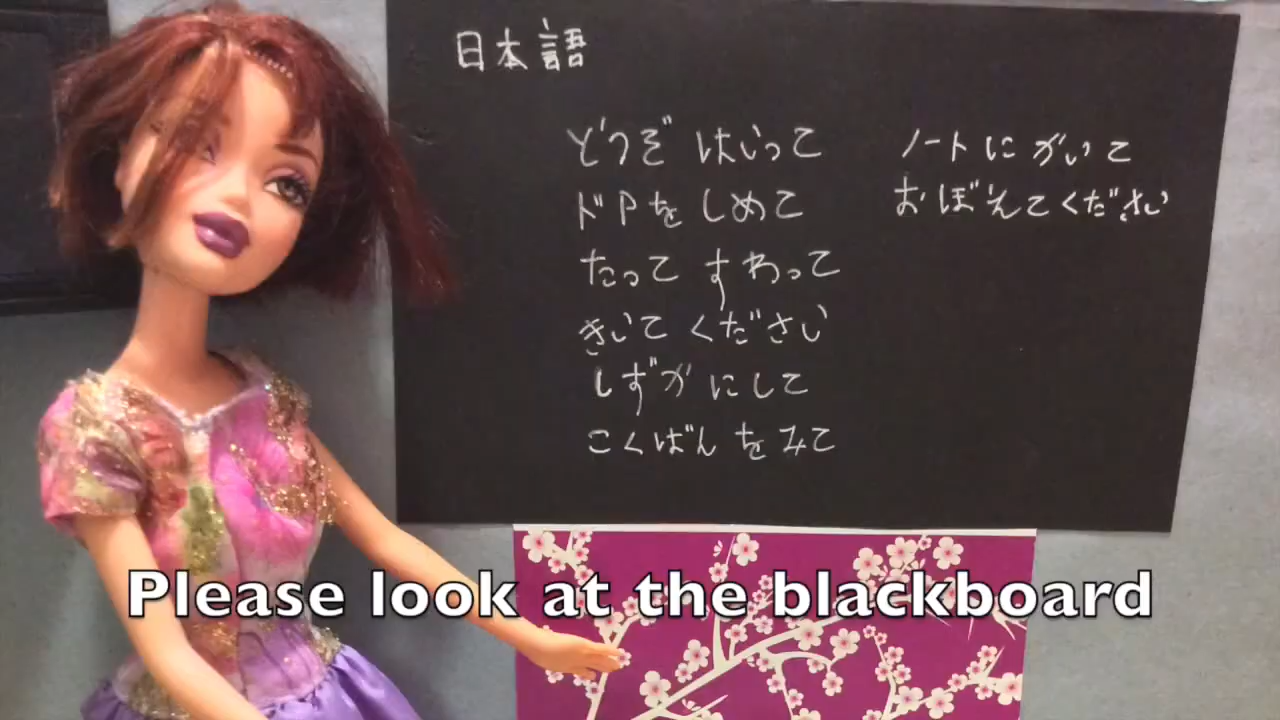 日本語
どうぞ はいって
ドアを しめて
たって すわって
きいて ください
しずかにして
こくばん をみて
ノートに かいて
おぼえてください
Please look at the blackboard